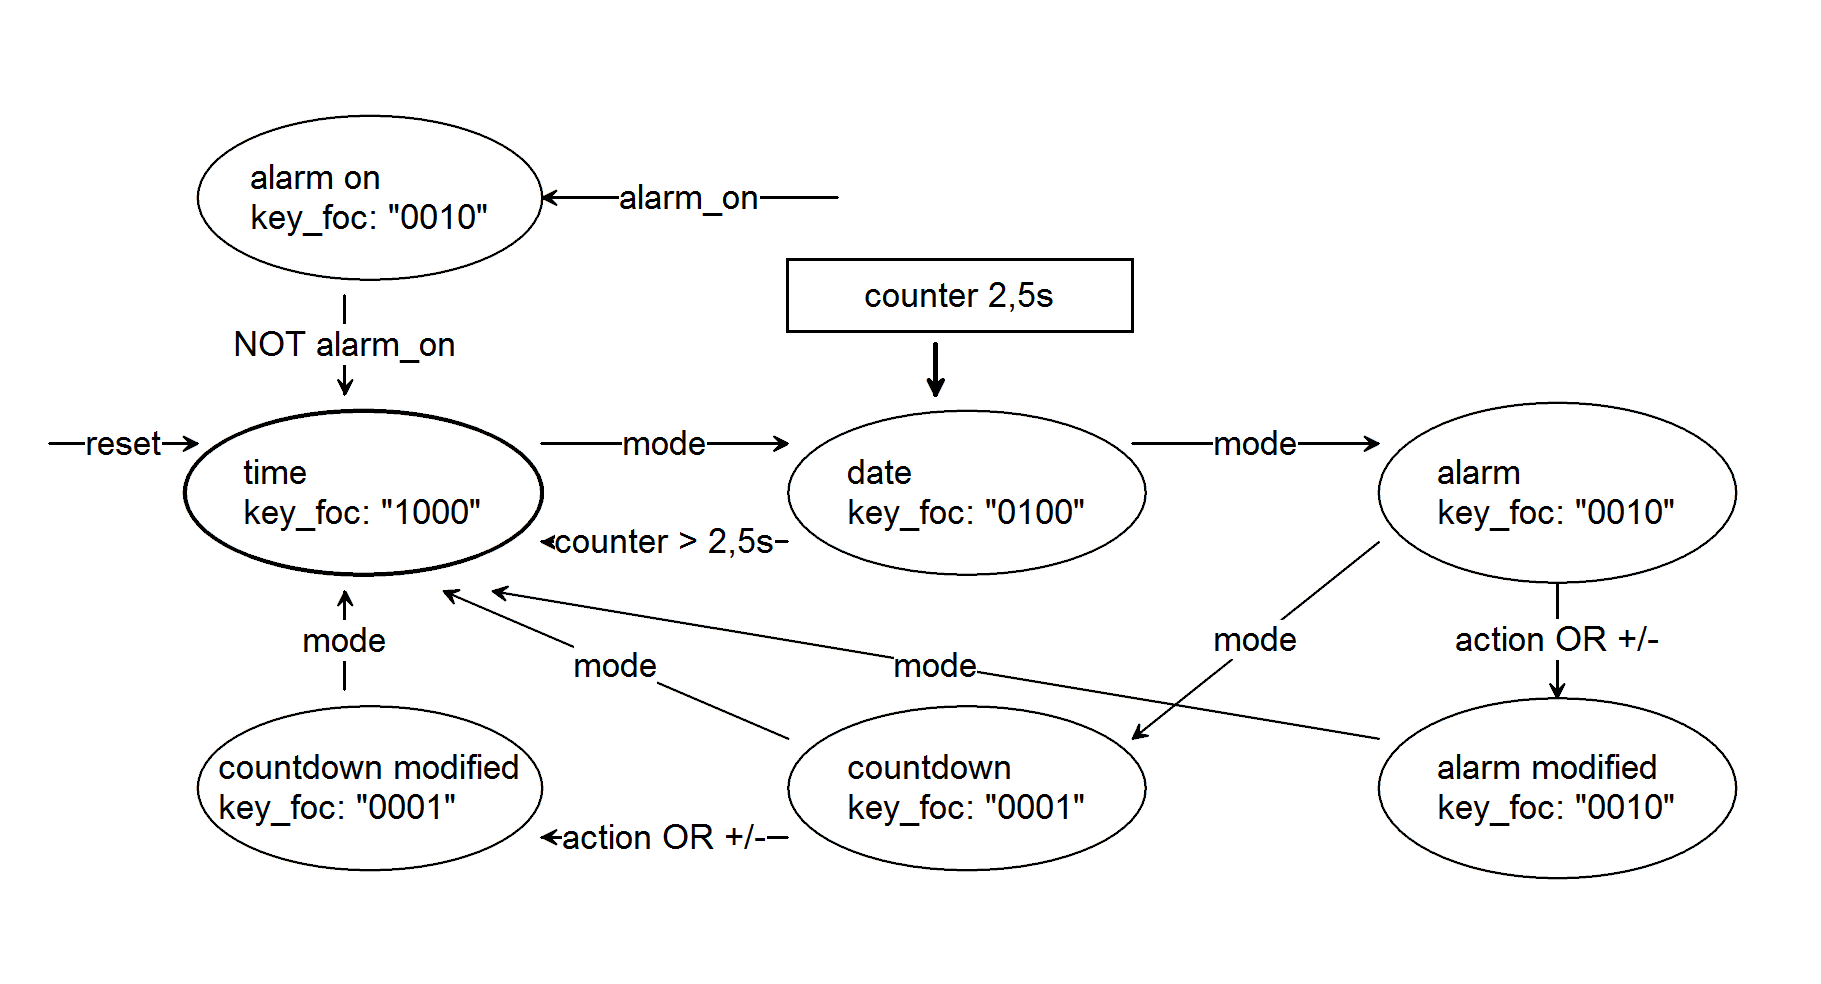 alarm on
key_foc: "0010"
alarm_on
counter 2,5s
NOT alarm_on
reset
time
key_foc: "1000"
mode
date
key_foc: "0100"
mode
alarm
key_foc: "0010"
counter > 2,5s
mode
mode
mode
mode
action OR +/-
countdown modified
key_foc: "0001"
action OR +/-
countdown
key_foc: "0001"
alarm modified
key_foc: "0010"